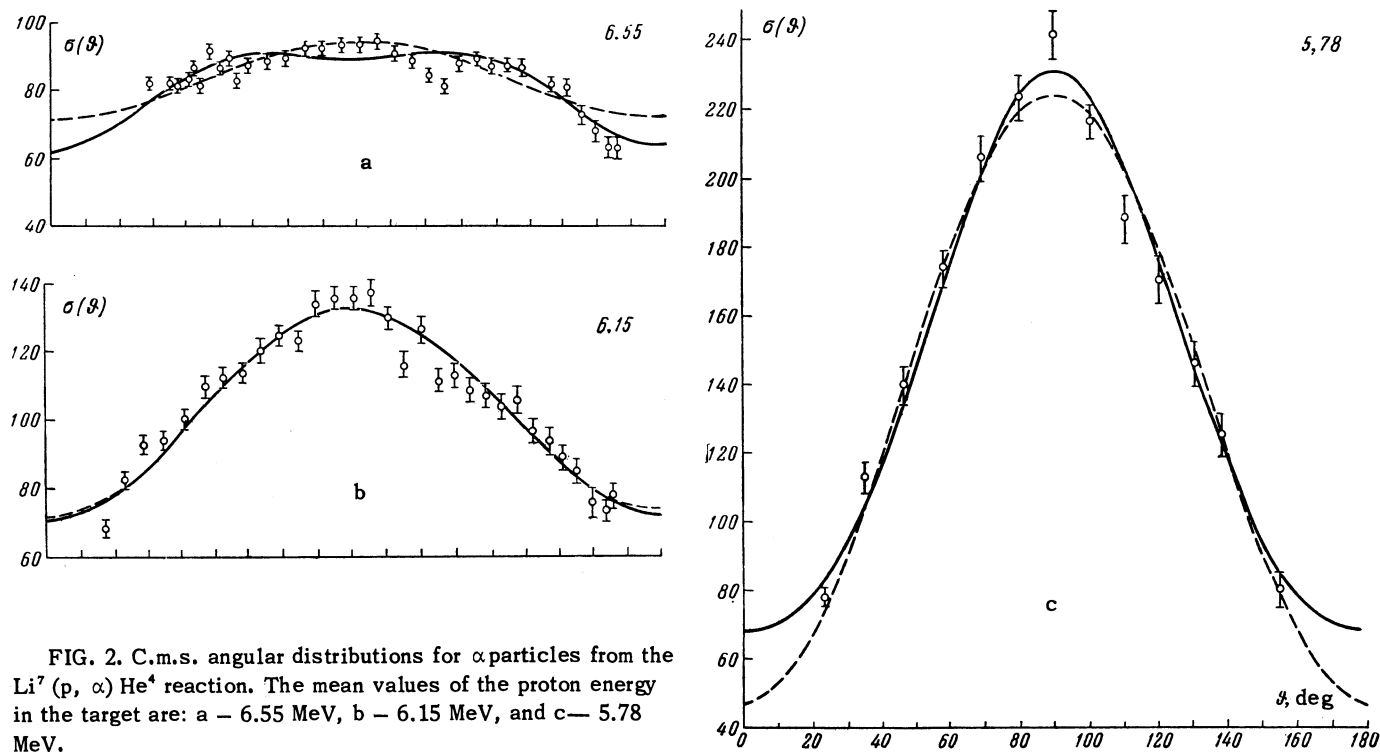 100
80
60
40
σ(ϑ)
6.55
a
140
120
100
80
60
σ(ϑ)
6.15
b
FIG. 2. C.m.s. angular distributions for α particles from the
Li⁷ (p, α) He⁴ reaction. The mean values of the proton energy
in the target are: a – 6.55 MeV, b – 6.15 MeV, and c— 5.78
MeV.
240
220
200
180
160
140
120
100
80
60
40
σ(ϑ)
5,78
c
ϑ, deg
0 20 40 60 80 100 120 140 160 180